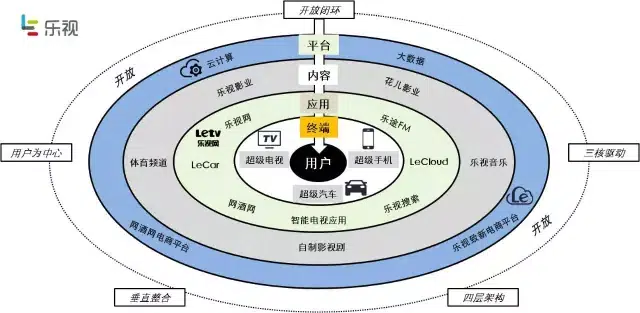 乐视
开放闭环
开放
平台
云计算
大数据
内容
乐视影业
花儿影业
应用
乐视网
乐途FM
终端
Letv
乐视网
TV
用户为中心
体育频道
LeCar
超级电视
用户
超级手机
LeCloud
乐视音乐
三核驱动
超级汽车
Le
网酒网
智能电视应用
乐视搜索
网酒网电商平台
自制影视剧
乐视致新电商平台
开放
垂直整合
四层架构